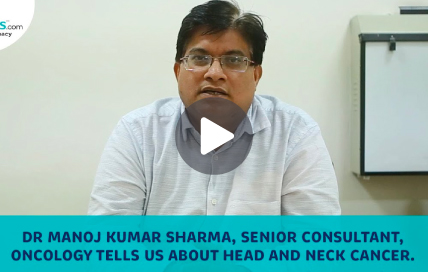 S.com
acy
DR MANOJ KUMAR SHARMA, SENIOR CONSULTANT,
ONCOLOGY TELLS US ABOUT HEAD AND NECK CANCER.